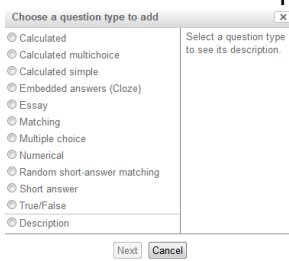 Choose a question type to add
x
Calculated
Calculated multichoice
Calculated simple
Embedded answers (Cloze)
Essay
Matching
Multiple choice
Numerical
Random short-answer matching
Short answer
True/False
Description
Select a question type
to see its description.
Next Cancel